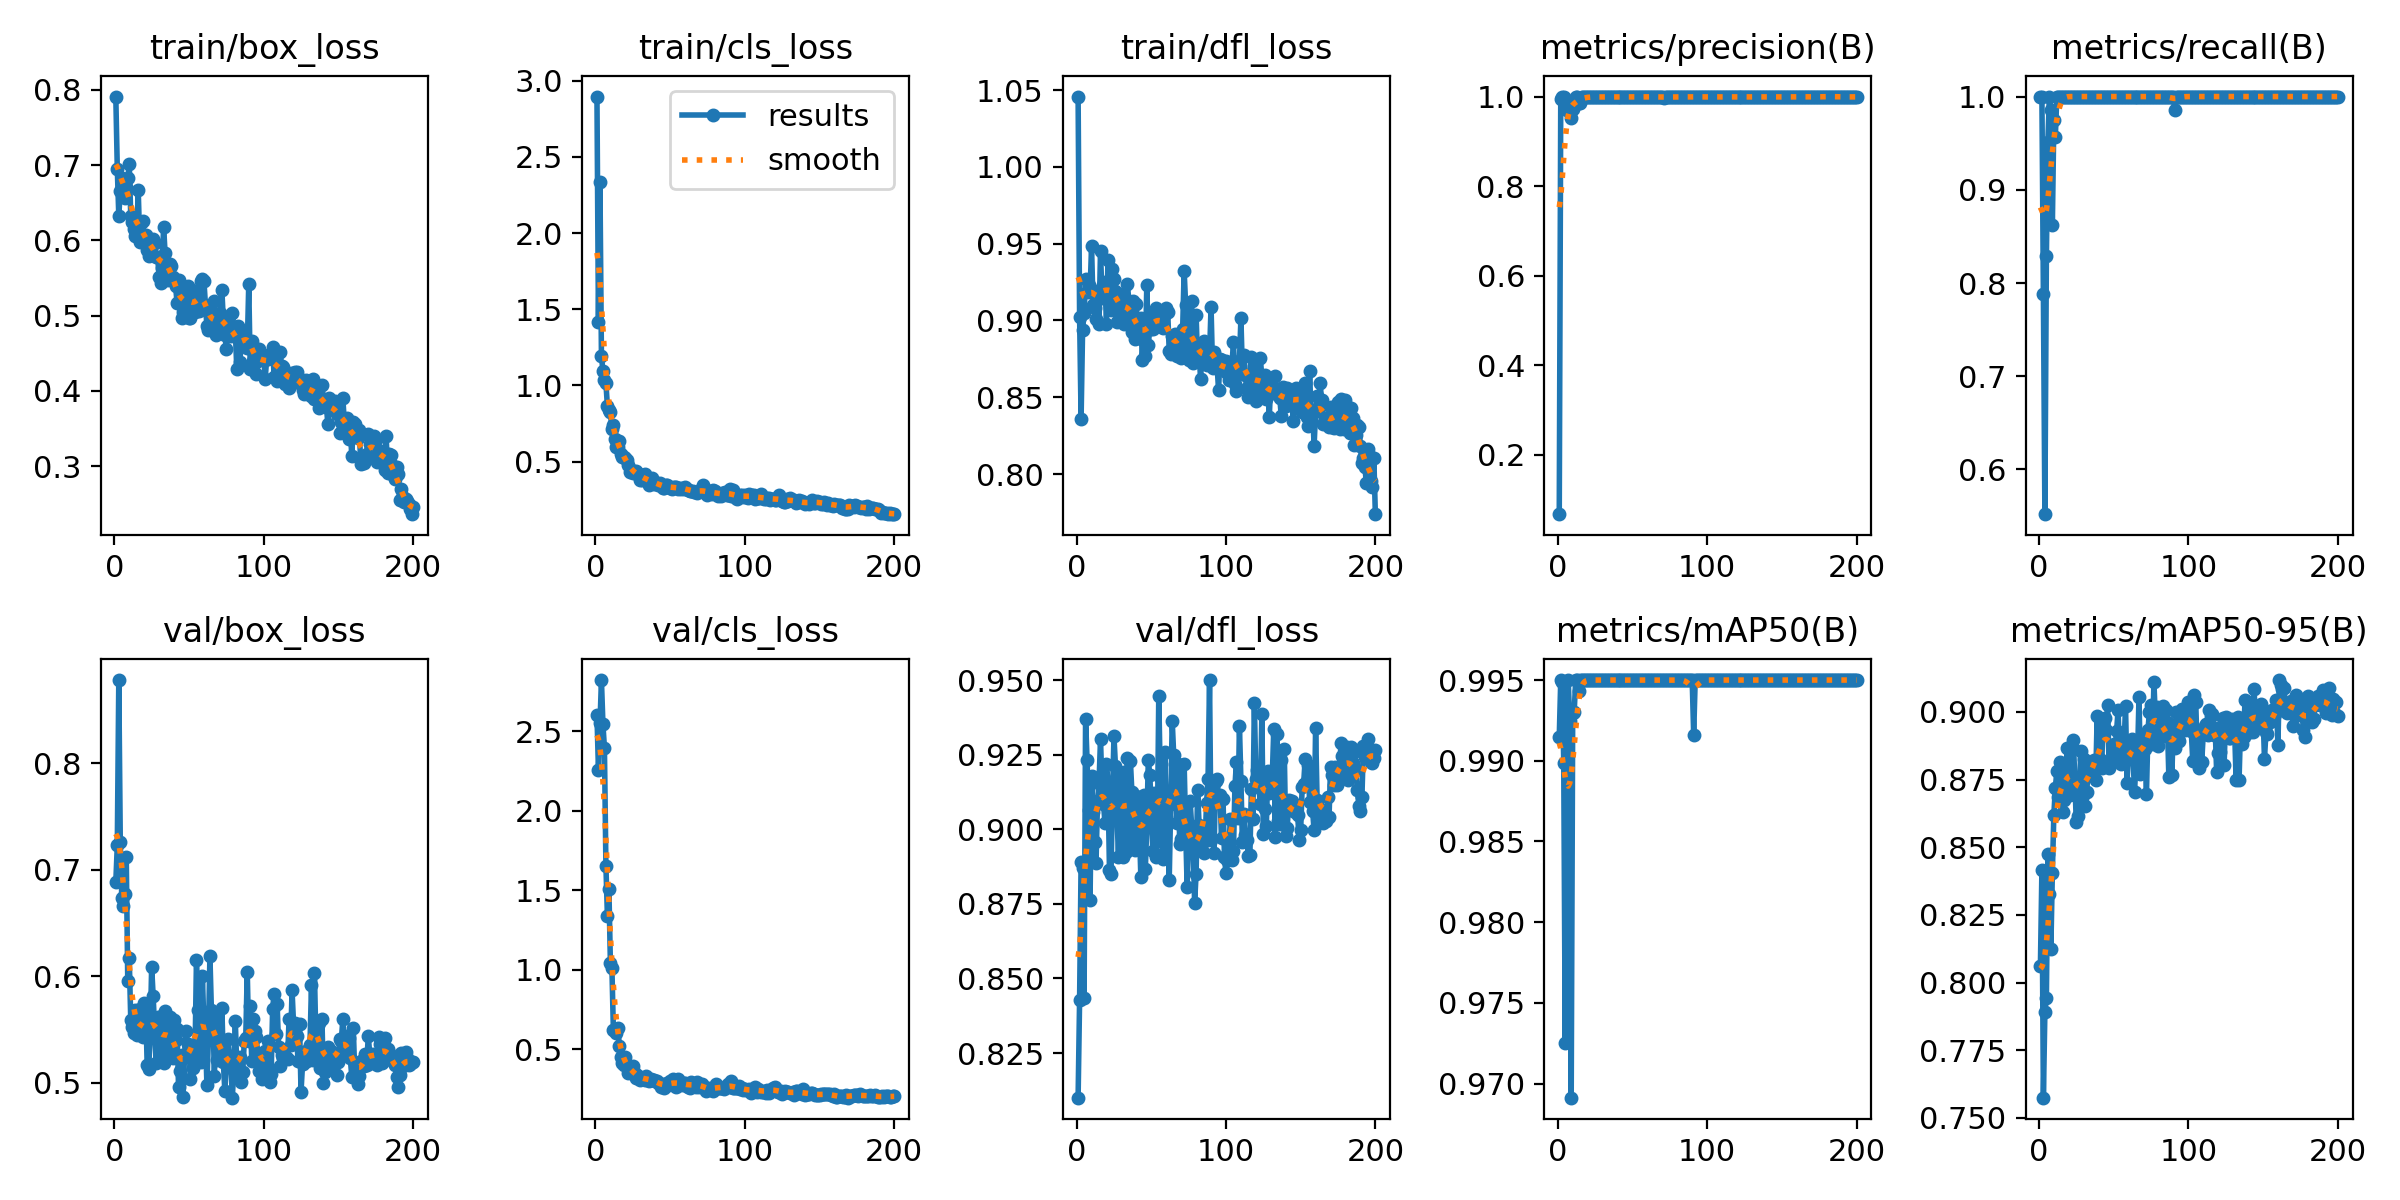 train/box_loss
0.8
0.7
0.6
0.5
0.4
0.3
0 100 200
train/cls_loss
3.0
2.5
2.0
1.5
1.0
0.5
0 100 200
results
smooth
train/dfl_loss
1.05
1.00
0.95
0.90
0.85
0.80
0 100 200
metrics/precision(B)
1.0
0.8
0.6
0.4
0.2
0 100 200
metrics/recall(B)
1.0
0.9
0.8
0.7
0.6
0 100 200
val/box_loss
0.8
0.7
0.6
0.5
0 100 200
val/cls_loss
2.5
2.0
1.5
1.0
0.5
0 100 200
val/dfl_loss
0.950
0.925
0.900
0.875
0.850
0.825
0 100 200
metrics/mAP50(B)
0.995
0.990
0.985
0.980
0.975
0.970
0 100 200
metrics/mAP50-95(B)
0.900
0.875
0.850
0.825
0.800
0.775
0.750
0 100 200